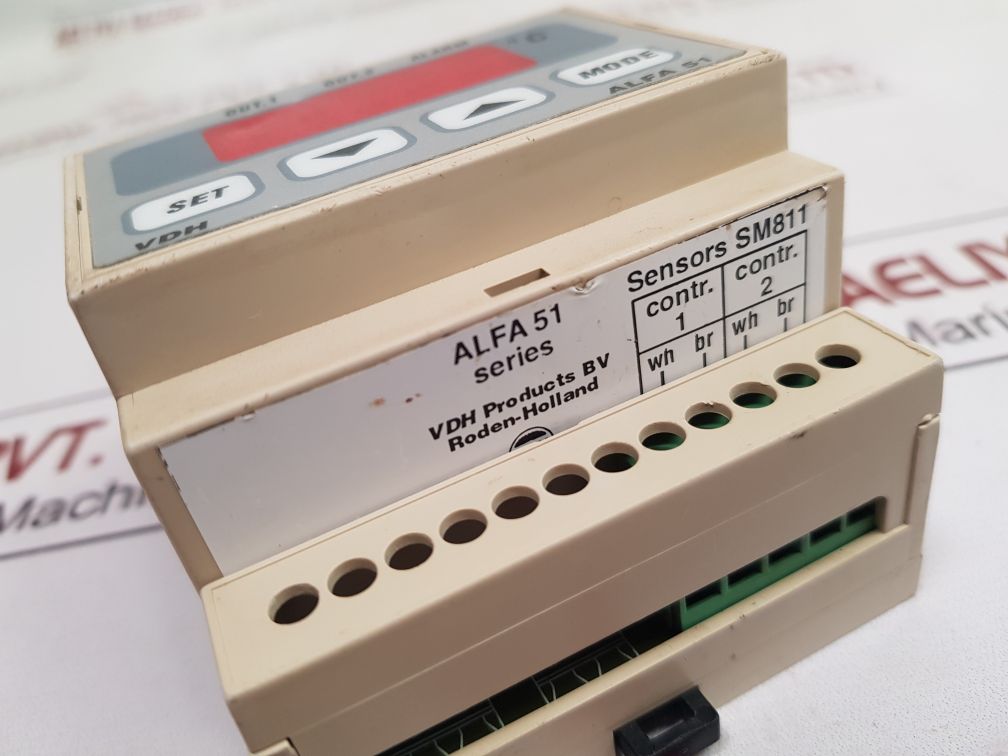 OUT.1 OUT.2 ALARM °C
MODE
ALFA 51
SET
VDH
Sensors SM811
contr. contr.
1 2
wh br wh br
ALFA 51
series
VDH Products BV
Roden-Holland
PVT.